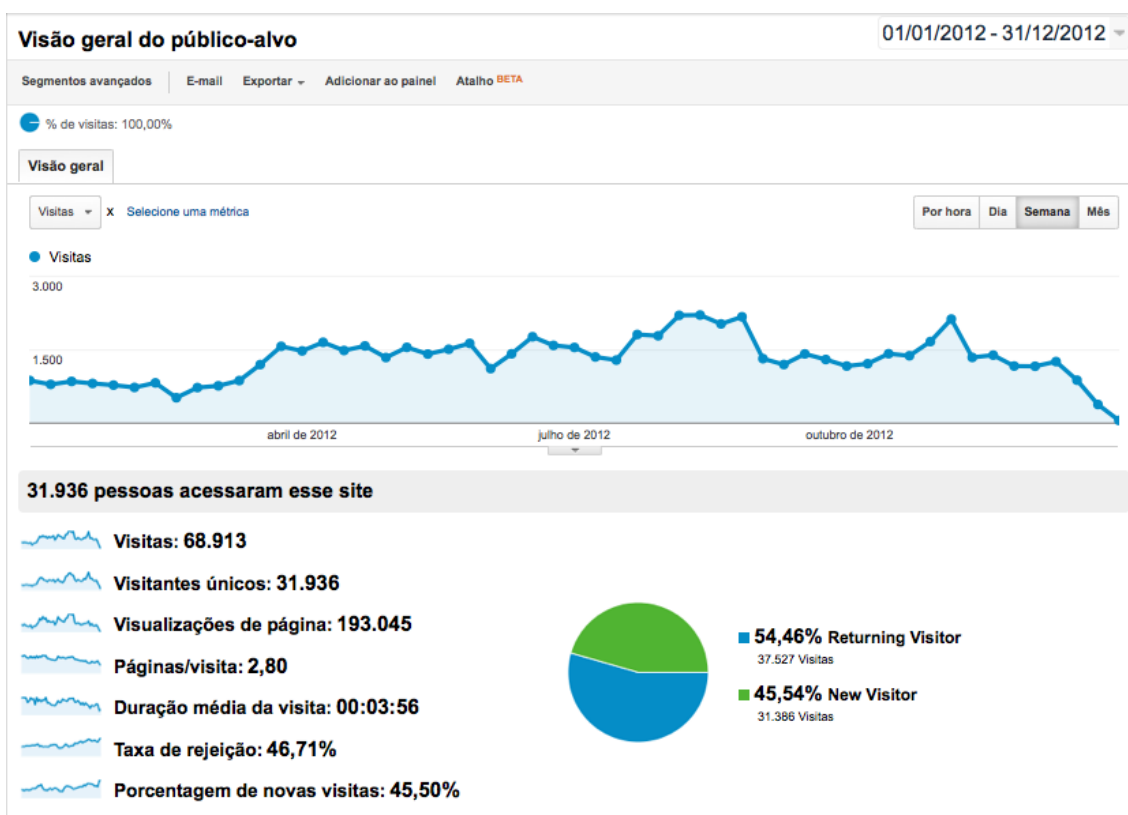 Visão geral do público-alvo
01/01/2012 - 31/12/2012
Segmentos avançados E-mail Exportar Adicionar ao painel Atalho BETA
% de visitas: 100,00%
Visão geral
Visitas x Selecione uma métrica
Por hora Dia Semana Mês
Visitas
3.000
1.500
abril de 2012 julho de 2012 outubro de 2012
31.936 pessoas acessaram esse site
Visitas: 68.913
Visitantes únicos: 31.936
Visualizações de página: 193.045
Páginas/visita: 2,80
Duração média da visita: 00:03:56
Taxa de rejeição: 46,71%
Porcentagem de novas visitas: 45,50%
54,46% Returning Visitor
37.527 Visitas
45,54% New Visitor
31.386 Visitas